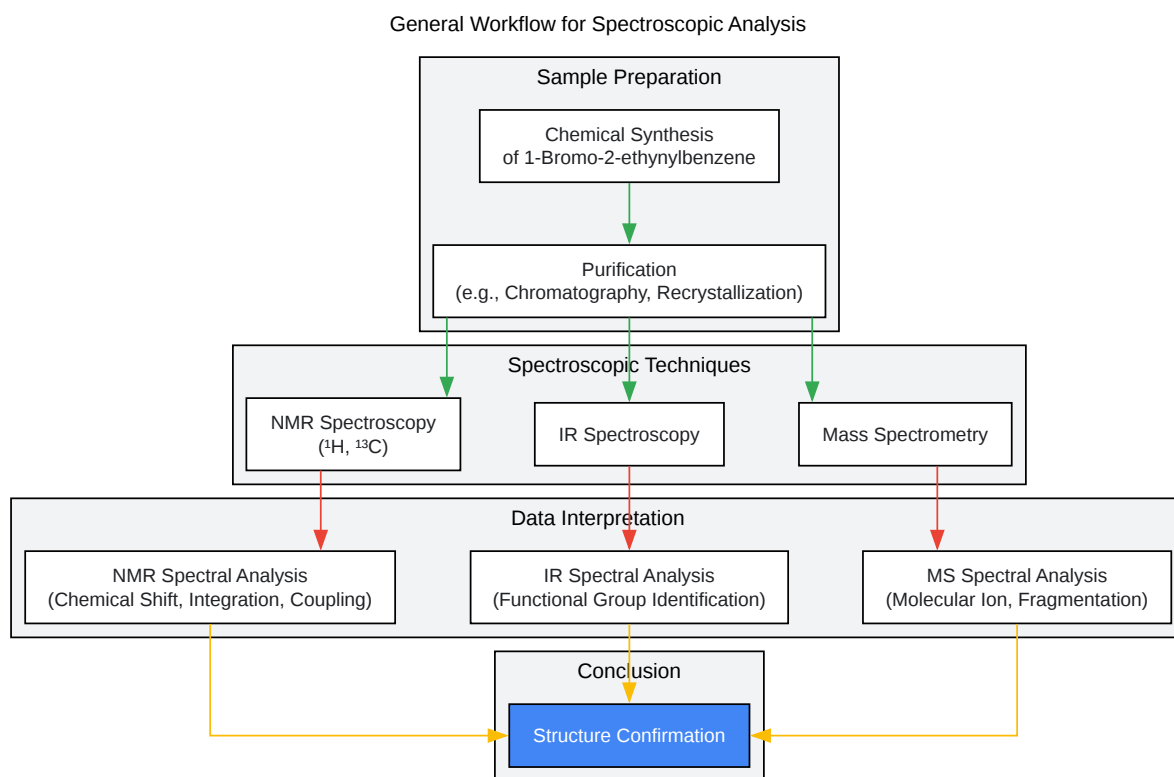 General Workflow for Spectroscopic Analysis
Sample Preparation
Chemical Synthesis
of 1-Bromo-2-ethynylbenzene
Purification
(e.g., Chromatography, Recrystallization)
Spectroscopic Techniques
NMR Spectroscopy
(¹H, ¹³C)
IR Spectroscopy
Mass Spectrometry
Data Interpretation
NMR Spectral Analysis
(Chemical Shift, Integration, Coupling)
IR Spectral Analysis
(Functional Group Identification)
MS Spectral Analysis
(Molecular Ion, Fragmentation)
Conclusion
Structure Confirmation